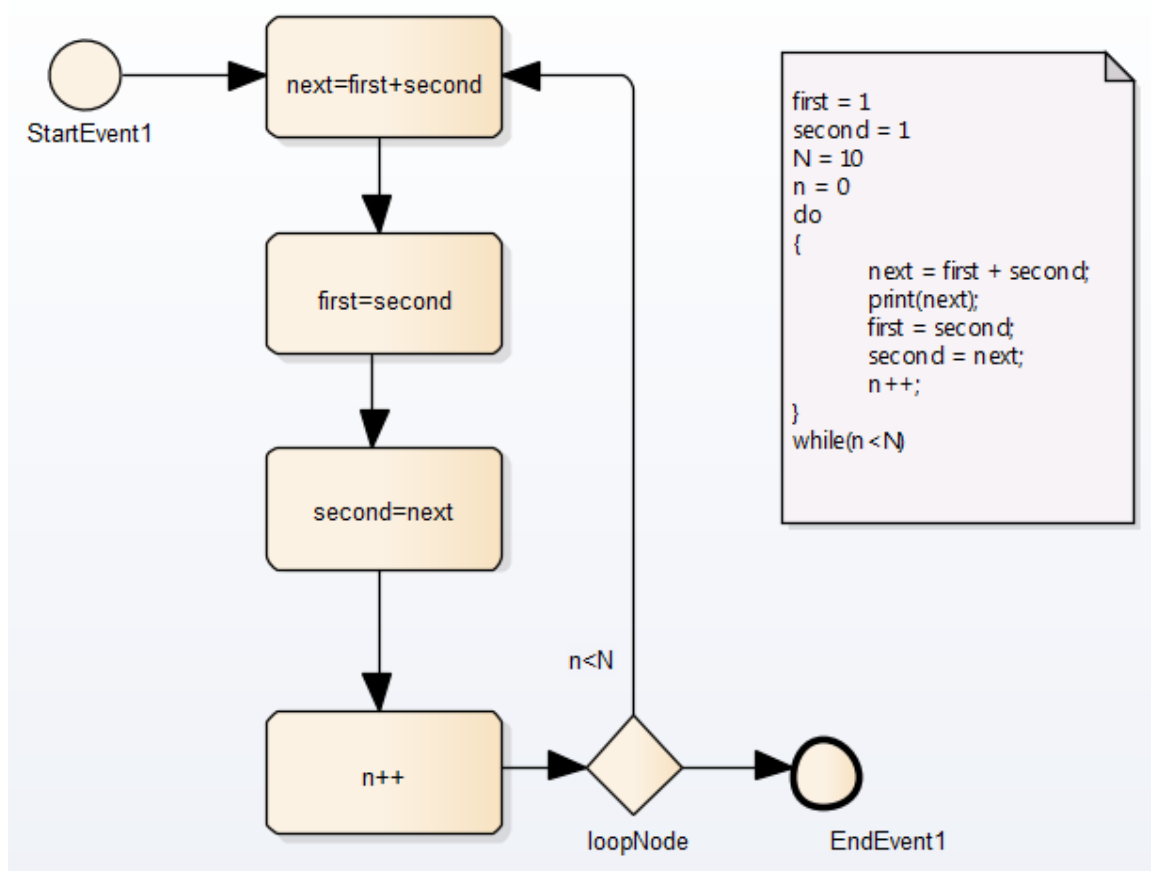 StartEvent1
next=first+second
first=second
second=next
n++
n<N
loopNode
EndEvent1
first = 1
second = 1
N = 10
n = 0
do
{
next = first + second;
print(next);
first = second;
second = next;
n++;
}
while(n<N)